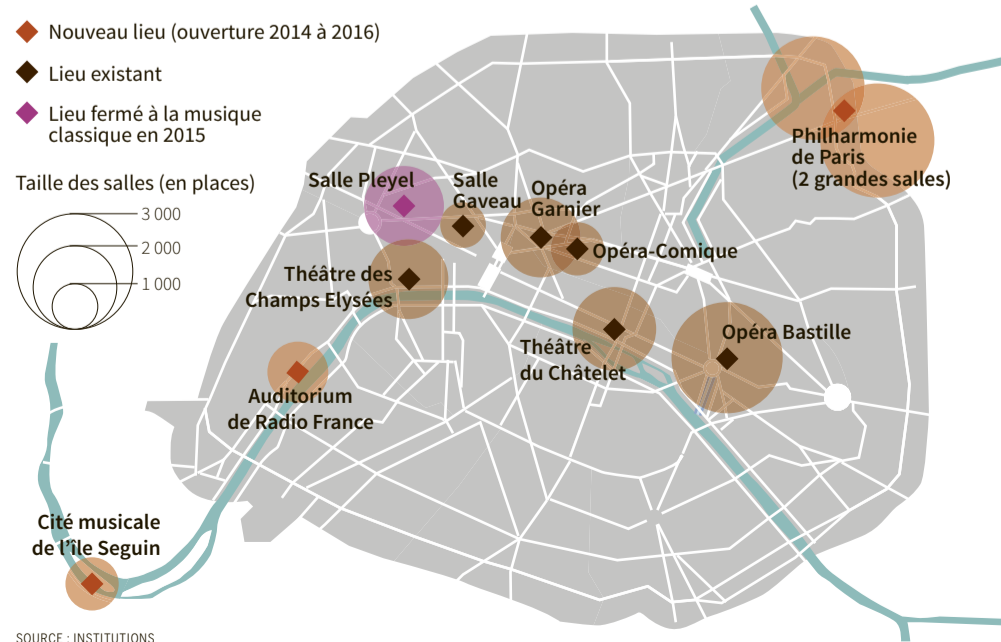 Nouveau lieu (ouverture 2014 à 2016)
Lieu existant
Lieu fermé à la musique
classique en 2015
Taille des salles (en places)
3 000
2 000
1 000
Philharmonie
de Paris
(2 grandes salles)
Salle Pleyel
Salle
Gaveau
Opéra
Garnier
Opéra-Comique
Théâtre des
Champs Elysées
Opéra Bastille
Théâtre
du Châtelet
Auditorium
de Radio France
Cité musicale
de l'île Seguin
SOURCE : INSTITUTIONS